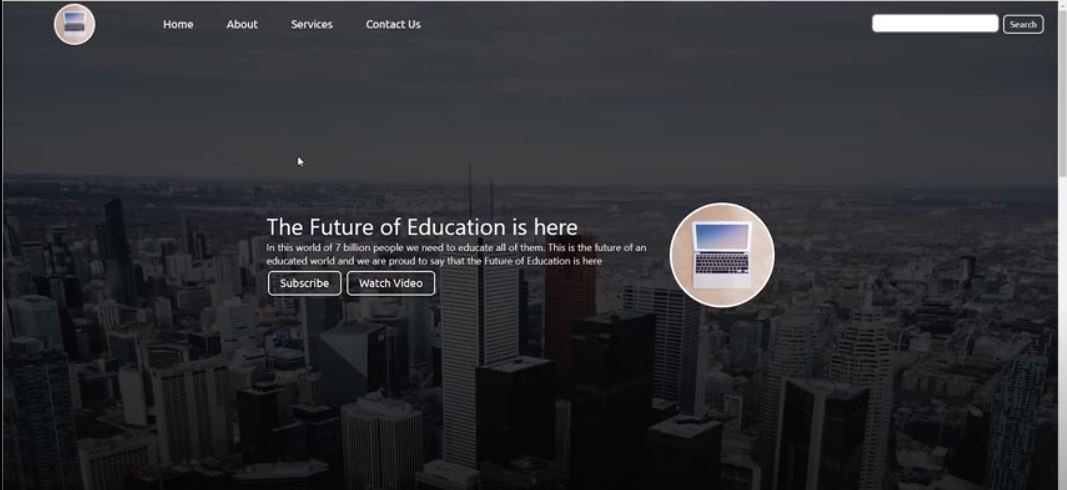 Home About Services Contact Us Search
The Future of Education is here
In this world of 7 billion people we need to educate all of them. This is the future of an
educated world and we are proud to say that the Future of Education is here
Subscribe Watch Video